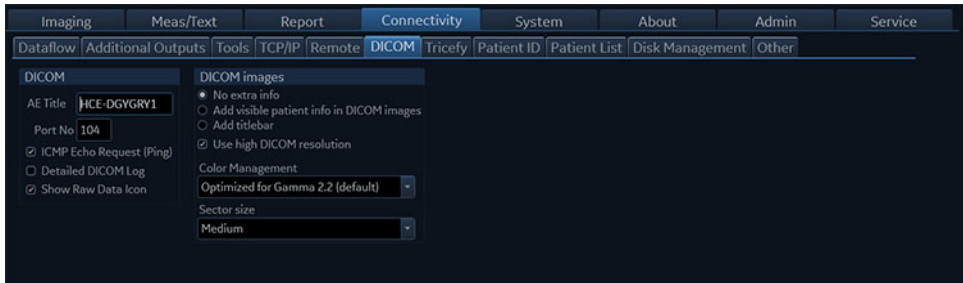 Imaging Meas/Text Report Connectivity System About Admin Service
Dataflow Additional Outputs Tools TCP/IP Remote DICOM Tricefy Patient ID Patient List Disk Management Other
DICOM
AE Title HCE-DGYGRY1
Port No 104
ICMP Echo Request (Ping)
Detailed DICOM Log
Show Raw Data Icon
DICOM images
No extra info
Add visible patient info in DICOM images
Add titlebar
Use high DICOM resolution
Color Management
Optimized for Gamma 2.2 (default)
Sector size
Medium